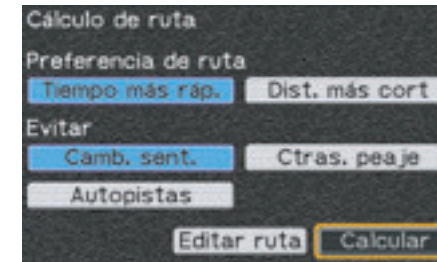 Cálculo de ruta
Preferencia de ruta
Tiempo más ráp. Dist. más cort
Evitar
Camb. sent. Ctras. peaje
Autopistas
Editar ruta Calcular